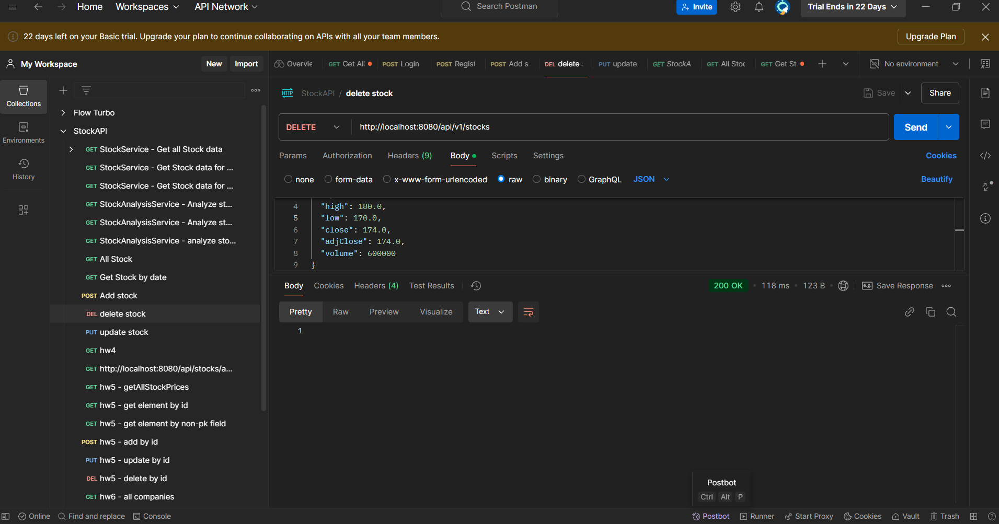 Home Workspaces API Network Search Postman Invite Trial Ends in 22 Days
22 days left on your Basic trial. Upgrade your plan to continue collaborating on APIs with all your team members. Upgrade Plan
My Workspace New Import
Overvie GET Get All POST Login POST Regist POST Add s DEL delete PUT update GET StockA GET All Stoc GET Get St No environment
Collections
Environments
History
Flow Turbo
StockAPI
GET StockService - Get all Stock data
GET StockService - Get Stock data for ...
GET StockService - Get Stock data for ...
GET StockAnalysisService - Analyze st...
GET StockAnalysisService - Analyze st...
GET StockAnalysisService - analyze sto...
GET All Stock
GET Get Stock by date
POST Add stock
DEL delete stock
PUT update stock
GET hw4
GET http://localhost:8080/api/stocks/a...
GET hw5 - getAllStockPrices
GET hw5 - get element by id
GET hw5 - get element by non-pk field
POST hw5 - add by id
PUT hw5 - update by id
DEL hw5 - delete by id
GET hw6 - all companies
HTTP StockAPI / delete stock Save Share
DELETE http://localhost:8080/api/v1/stocks Send
Params Authorization Headers (9) Body Scripts Settings Cookies
none form-data x-www-form-urlencoded raw binary GraphQL JSON Beautify
4 "high": 180.0,
5 "low": 170.0,
6 "close": 174.0,
7 "adjClose": 174.0,
8 "volume": 600000
9 }
Body Cookies Headers (4) Test Results 200 OK 118 ms 123 B e.g. Save Response
Pretty Raw Preview Visualize Text
1
Postbot
Ctrl Alt P
Online Find and replace Console Postbot Runner Start Proxy Cookies Vault Trash